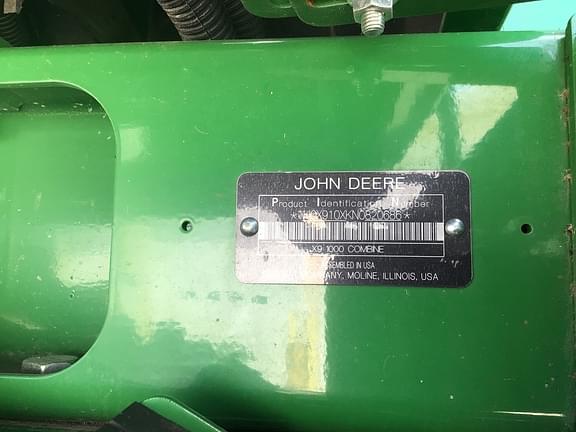 JOHN DEERE
Product Identification Number
X9 1000 COMBINE
ASSEMBLED IN USA
MOLINE, ILLINOIS, USA